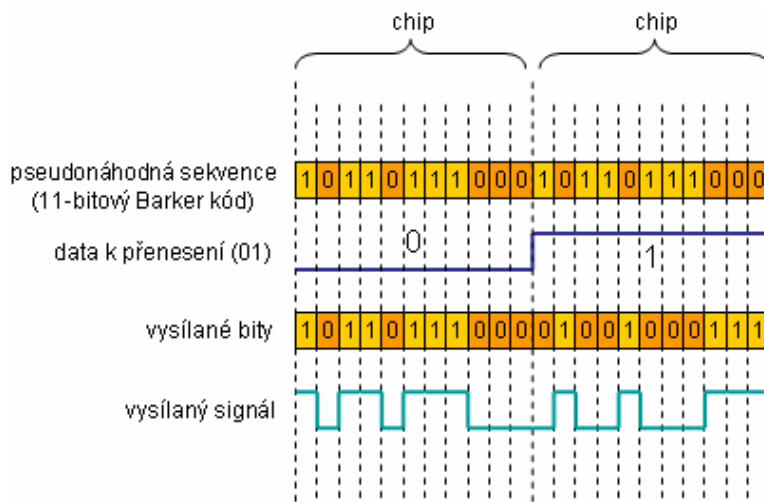 chip chip
pseudonáhodná sekvence 1 0 1 1 0 1 1 1 0 0 0 1 0 1 1 0 1 1 1 0 0 0
(11-bitový Barker kód)
data k přenesení (01) 0 1
vysílané bity 1 0 1 1 0 1 1 1 0 0 0 0 1 0 0 1 0 0 0 1 1 1
vysílaný signál